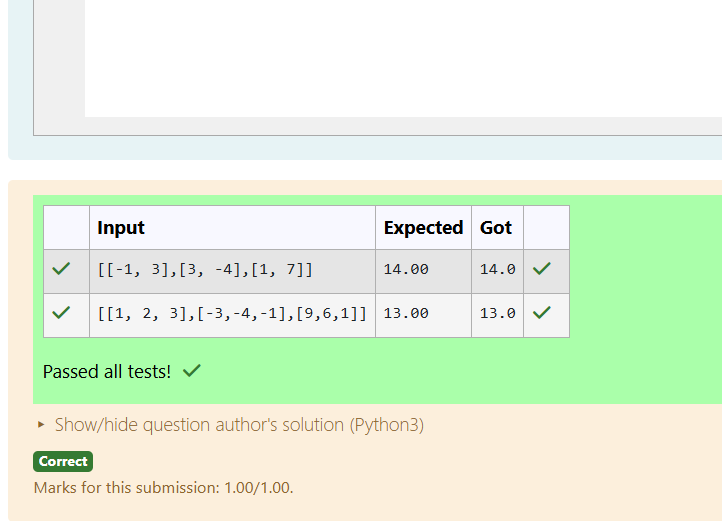 Input Expected Got
[[-1, 3],[3, -4],[1, 7]] 14.00 14.0
[[1, 2, 3],[-3,-4,-1],[9,6,1]] 13.00 13.0
Passed all tests!
Show/hide question author's solution (Python3)
Correct
Marks for this submission: 1.00/1.00.